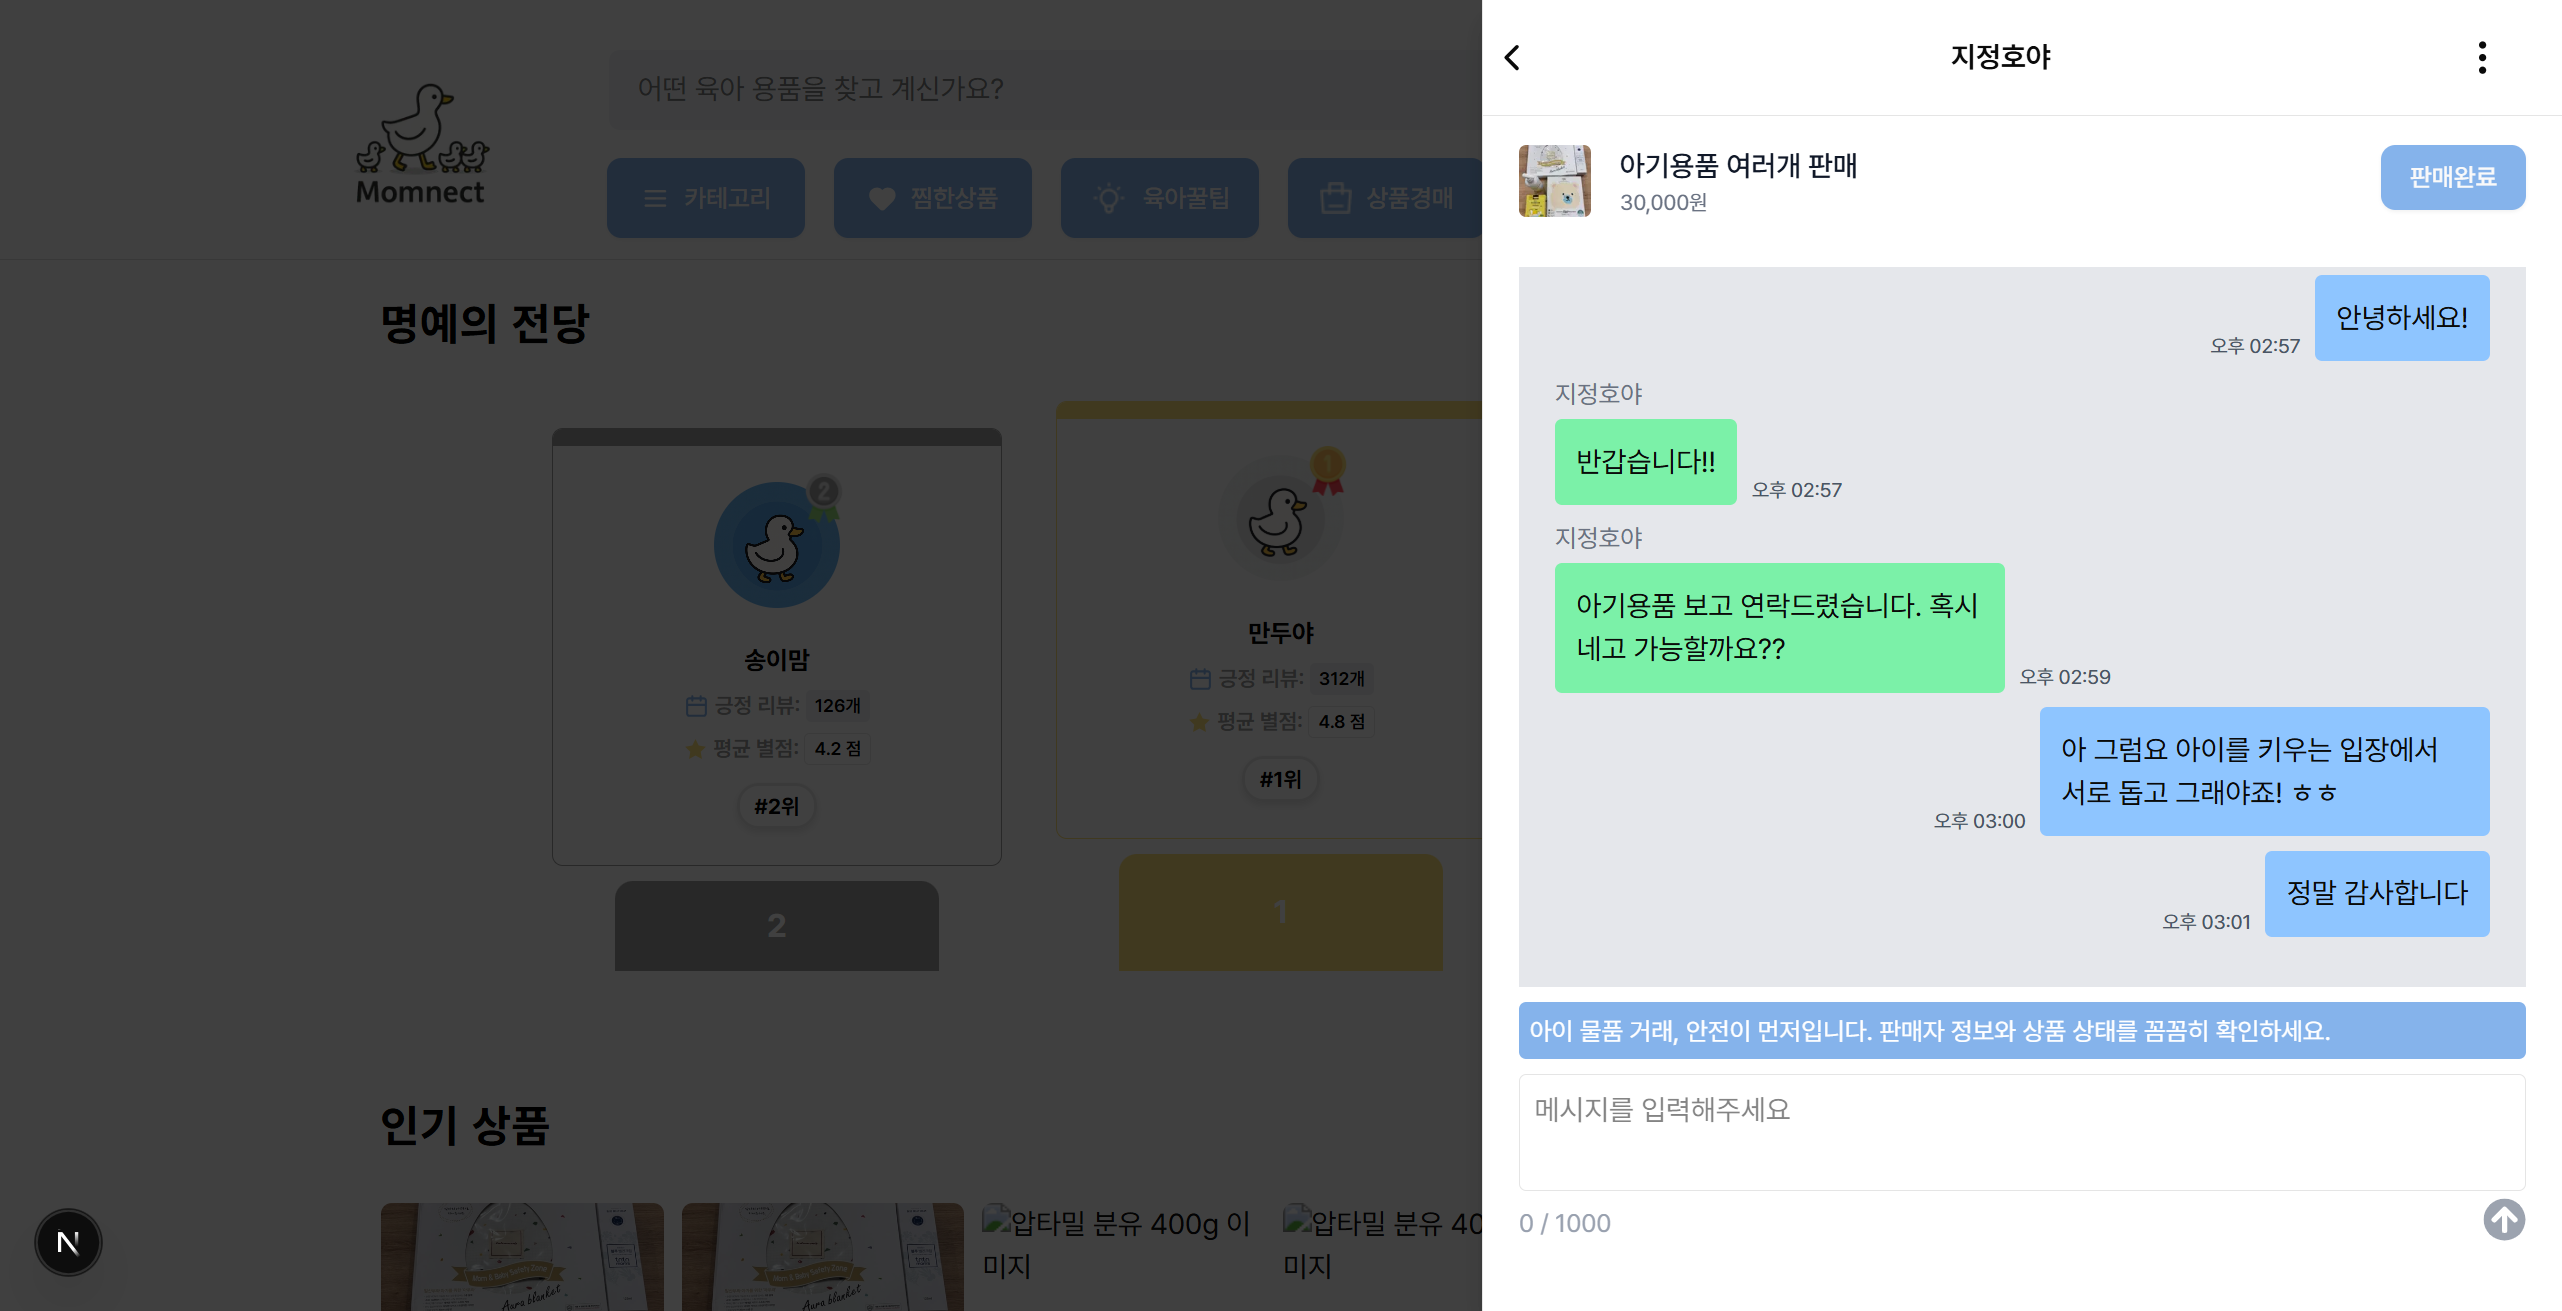 어떤 육아 용품을 찾고 계신가요?
Momnect
카테고리
찜한상품
육아꿀팁
상품경매
명예의 전당
2
송이맘
긍정 리뷰: 126개
평균 별점: 4.2 점
#2위
2
1
만두야
긍정 리뷰: 312개
평균 별점: 4.8 점
#1위
1
인기 상품
Mom & Baby Safety Zone
Aura blanket
Mom & Baby Safety Zone
Aura blanket
압타밀 분유 400g 이
미지
압타밀 분유 40
미지
N
지정호야
아기용품 여러개 판매
30,000원
판매완료
안녕하세요!
오후 02:57
지정호야
반갑습니다!!
오후 02:57
지정호야
아기용품 보고 연락드렸습니다. 혹시
네고 가능할까요??
오후 02:59
아 그럼요 아이를 키우는 입장에서
서로 돕고 그래야죠! ㅎㅎ
오후 03:00
정말 감사합니다
오후 03:01
아이 물품 거래, 안전이 먼저입니다. 판매자 정보와 상품 상태를 꼼꼼히 확인하세요.
메시지를 입력해주세요
0 / 1000